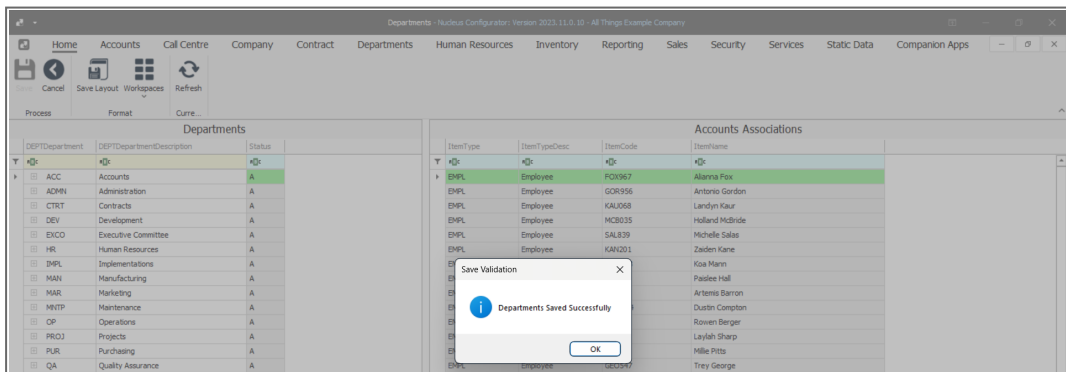 Departments - Nucleus Configurator: Version 2023.11.0.10 - All Things Example Company
Home Accounts Call Centre Company Contract Departments Human Resources Inventory Reporting Sales Security Services Static Data Companion Apps
Save Cancel Save Layout Workspaces Refresh
Process Format Curre...
Departments Accounts Associations
DEPTDepartment DEPTDepartmentDescription Status ItemType ItemTypeDesc ItemCode ItemName
ACC Accounts A EMPL Employee FOX967 Alianna Fox
ADMN Administration A EMPL Employee GOR956 Antonio Gordon
CTRT Contracts A EMPL Employee KAU068 Landyn Kaur
DEV Development A EMPL Employee MCB035 Holland McBride
EXCO Executive Committee A EMPL Employee SAL839 Michelle Salas
HR Human Resources A EMPL Employee KAN201 Zaiden Kane
IMPL Implementations A Koa Mann
MAN Manufacturing A Paislee Hall
MAR Marketing A Artemis Barron
MNTP Maintenance A Dustin Compton
OP Operations A Rowen Berger
PROJ Projects A Laylah Sharp
PUR Purchasing A Millie Pitts
QA Quality Assurance A EMPL Employee GEO547 Trey George
Save Validation
Departments Saved Successfully
OK